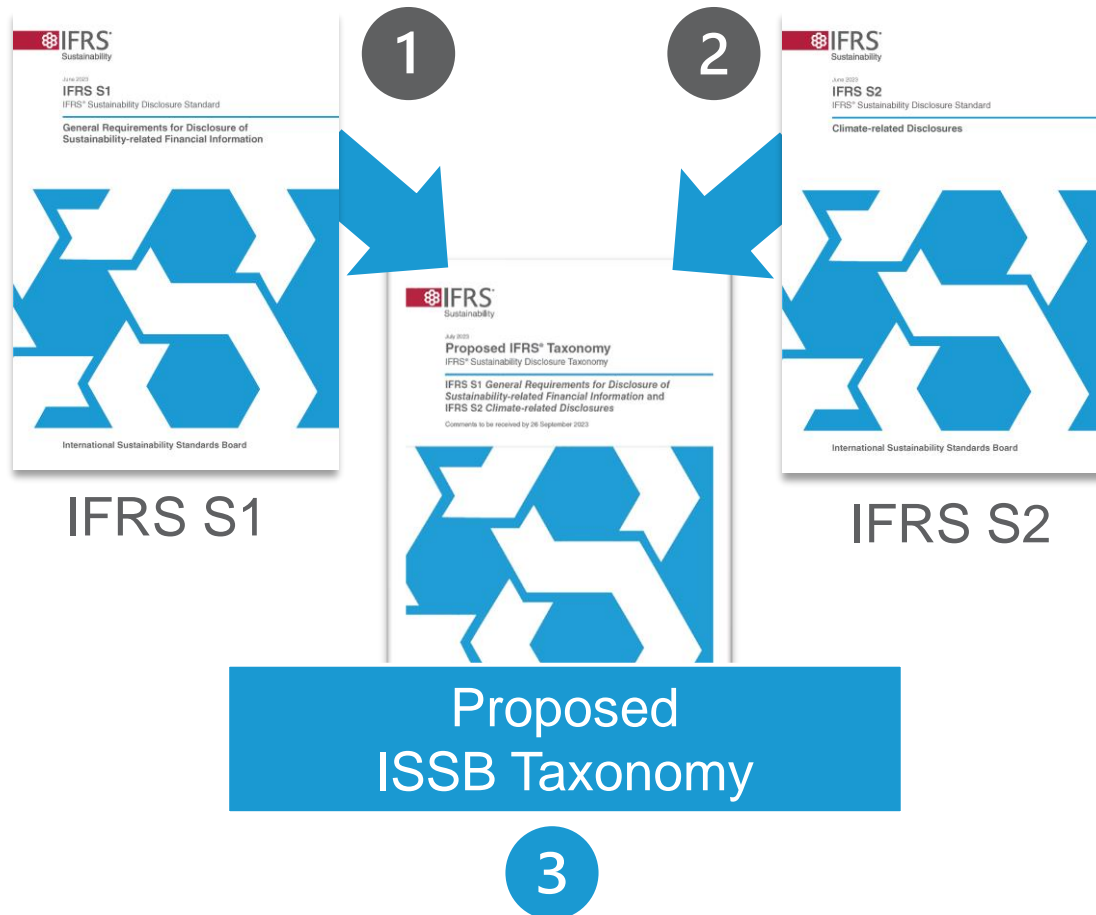 1
2
IFRS®
Sustainability
June 2023
IFRS S1
IFRS® Sustainability Disclosure Standard
General Requirements for Disclosure of
Sustainability-related Financial Information
International Sustainability Standards Board
IFRS S1
IFRS®
Sustainability
June 2023
IFRS S2
IFRS® Sustainability Disclosure Standard
Climate-related Disclosures
International Sustainability Standards Board
IFRS S2
IFRS®
Sustainability
July 2023
Proposed IFRS® Taxonomy
IFRS® Sustainability Disclosure Taxonomy
IFRS S1 General Requirements for Disclosure of
Sustainability-related Financial Information and
IFRS S2 Climate-related Disclosures
Comments to be received by 26 September 2023
Proposed
ISSB Taxonomy
3